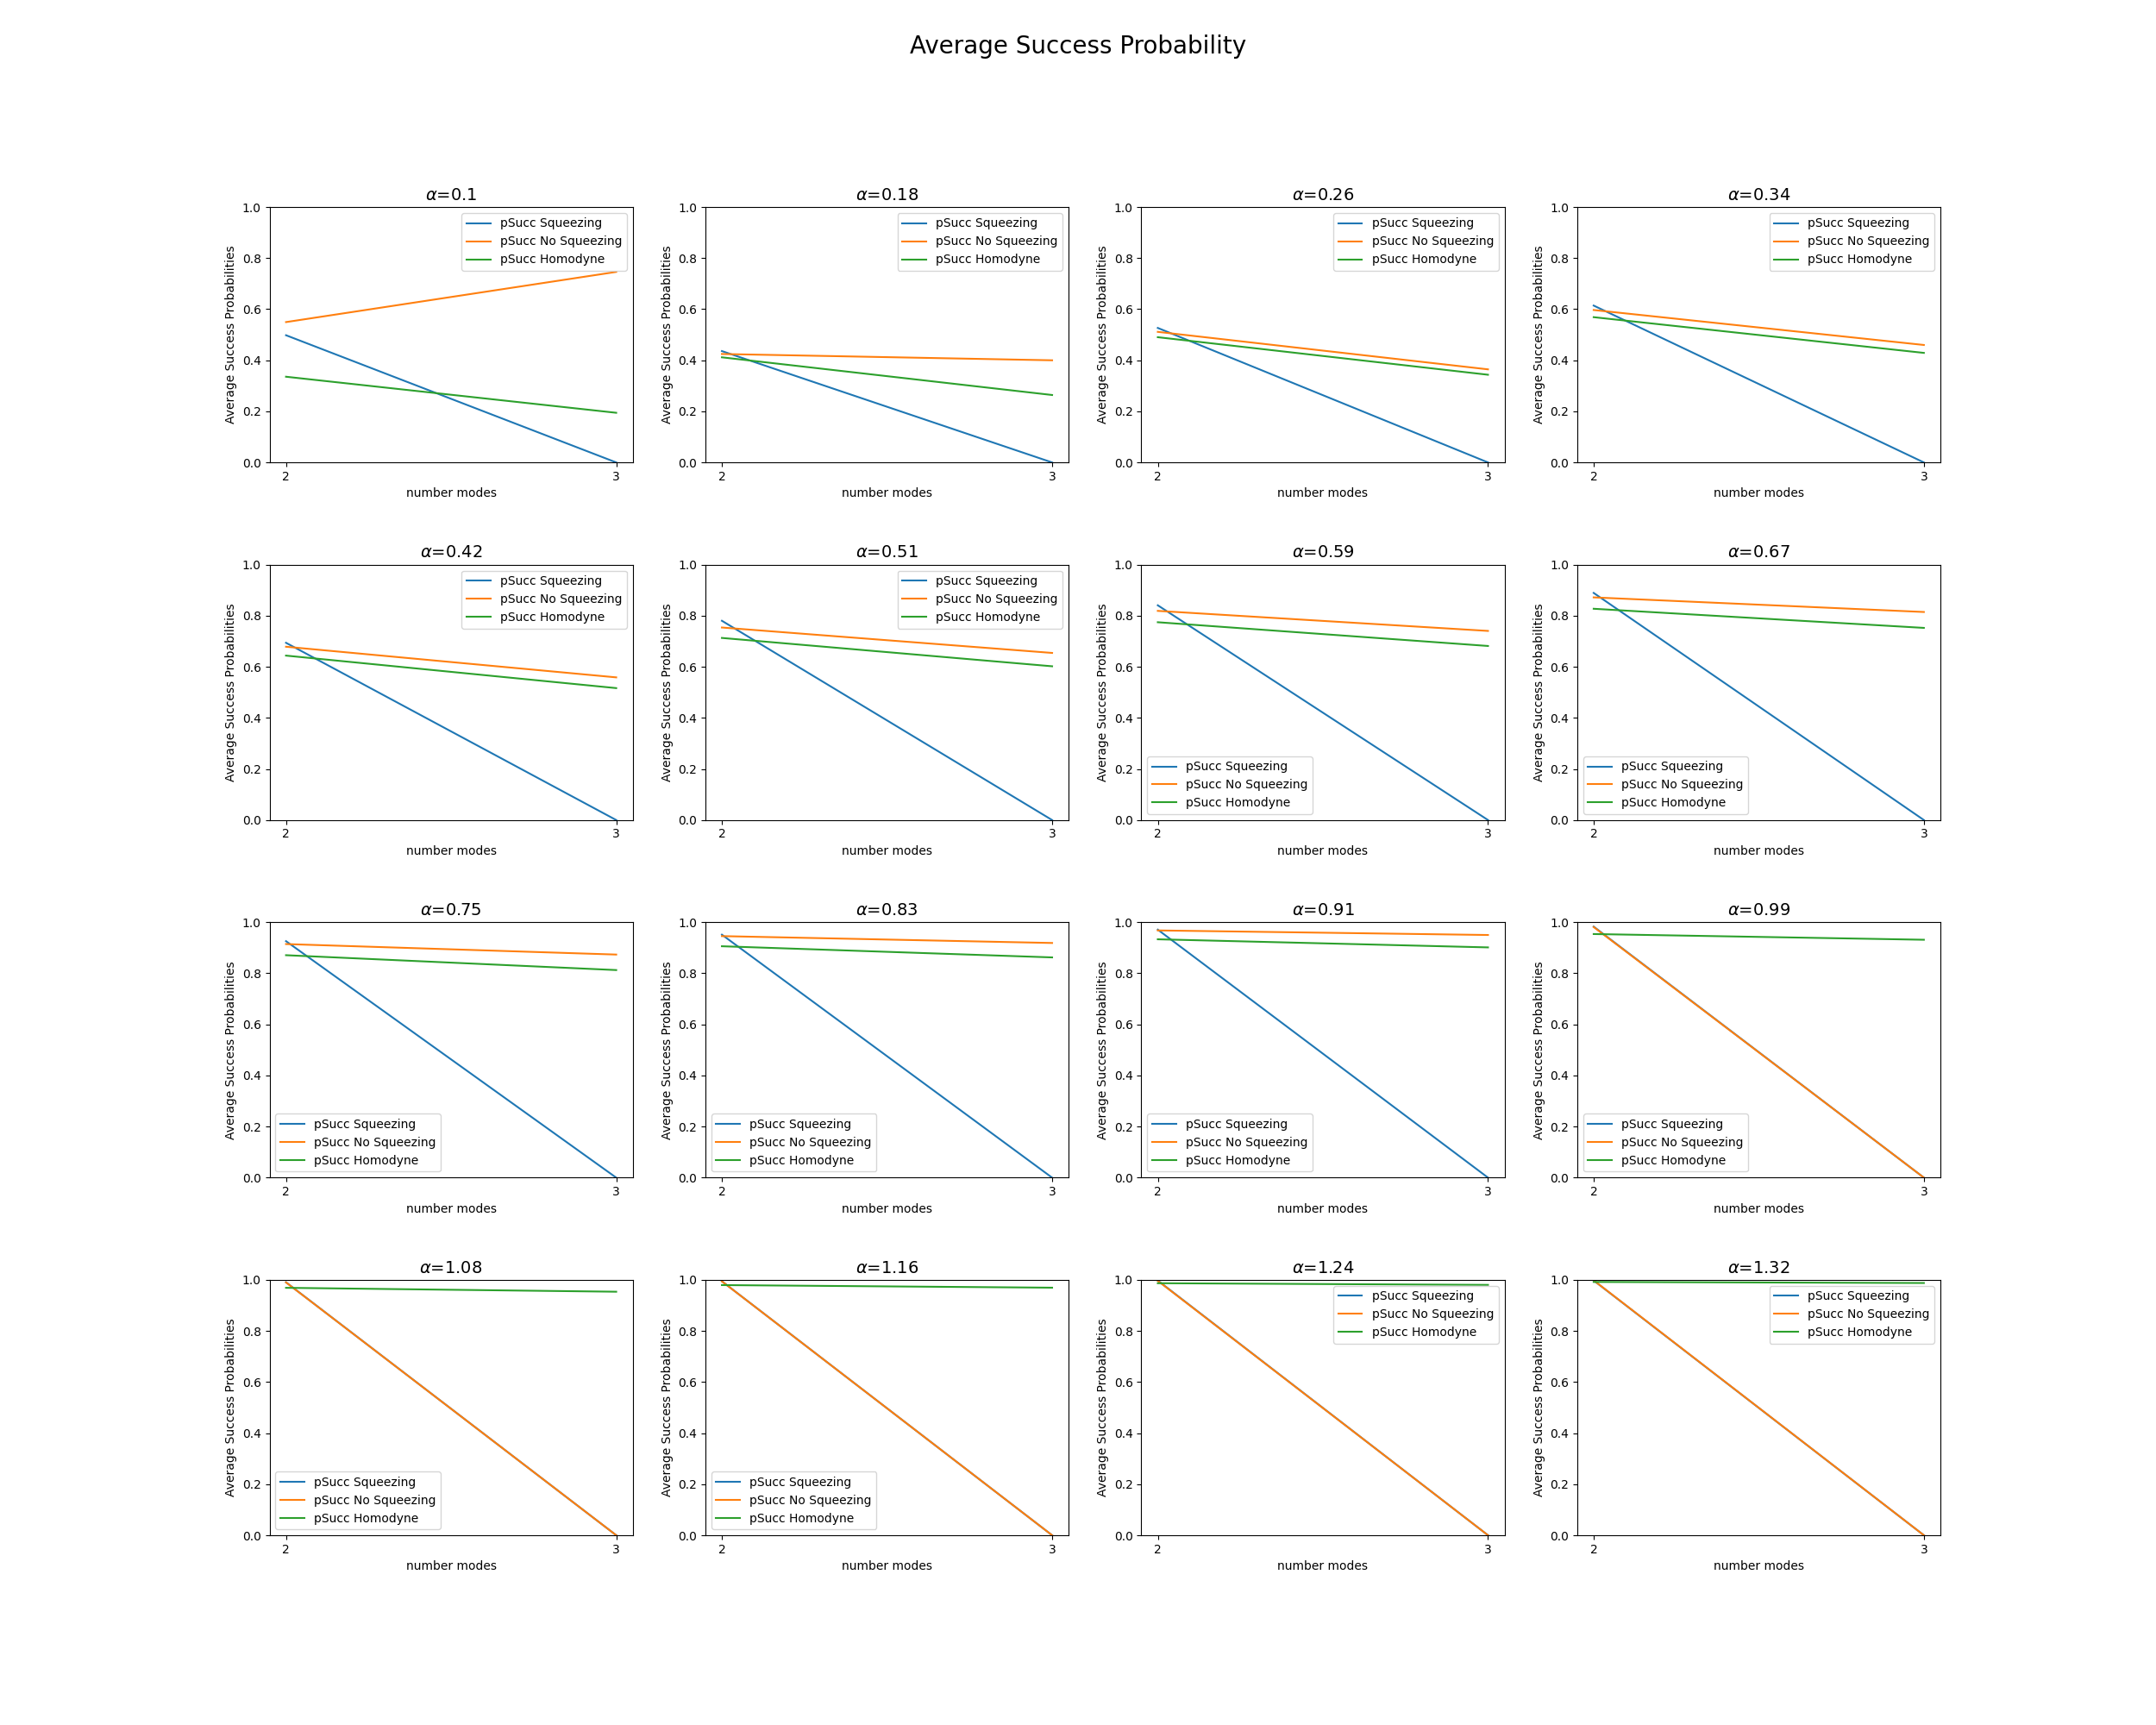 Average Success Probability
α=0.1
1.0
0.8
0.6
0.4
0.2
0.0
Average Success Probabilities
pSucc Squeezing
pSucc No Squeezing
pSucc Homodyne
2 3
number modes
α=0.18
1.0
0.8
0.6
0.4
0.2
0.0
Average Success Probabilities
pSucc Squeezing
pSucc No Squeezing
pSucc Homodyne
2 3
number modes
α=0.26
1.0
0.8
0.6
0.4
0.2
0.0
Average Success Probabilities
pSucc Squeezing
pSucc No Squeezing
pSucc Homodyne
2 3
number modes
α=0.34
1.0
0.8
0.6
0.4
0.2
0.0
Average Success Probabilities
pSucc Squeezing
pSucc No Squeezing
pSucc Homodyne
2 3
number modes
α=0.42
1.0
0.8
0.6
0.4
0.2
0.0
Average Success Probabilities
pSucc Squeezing
pSucc No Squeezing
pSucc Homodyne
2 3
number modes
α=0.51
1.0
0.8
0.6
0.4
0.2
0.0
Average Success Probabilities
pSucc Squeezing
pSucc No Squeezing
pSucc Homodyne
2 3
number modes
α=0.59
1.0
0.8
0.6
0.4
0.2
0.0
Average Success Probabilities
pSucc Squeezing
pSucc No Squeezing
pSucc Homodyne
2 3
number modes
α=0.67
1.0
0.8
0.6
0.4
0.2
0.0
Average Success Probabilities
pSucc Squeezing
pSucc No Squeezing
pSucc Homodyne
2 3
number modes
α=0.75
1.0
0.8
0.6
0.4
0.2
0.0
Average Success Probabilities
pSucc Squeezing
pSucc No Squeezing
pSucc Homodyne
2 3
number modes
α=0.83
1.0
0.8
0.6
0.4
0.2
0.0
Average Success Probabilities
pSucc Squeezing
pSucc No Squeezing
pSucc Homodyne
2 3
number modes
α=0.91
1.0
0.8
0.6
0.4
0.2
0.0
Average Success Probabilities
pSucc Squeezing
pSucc No Squeezing
pSucc Homodyne
2 3
number modes
α=0.99
1.0
0.8
0.6
0.4
0.2
0.0
Average Success Probabilities
pSucc Squeezing
pSucc No Squeezing
pSucc Homodyne
2 3
number modes
α=1.08
1.0
0.8
0.6
0.4
0.2
0.0
Average Success Probabilities
pSucc Squeezing
pSucc No Squeezing
pSucc Homodyne
2 3
number modes
α=1.16
1.0
0.8
0.6
0.4
0.2
0.0
Average Success Probabilities
pSucc Squeezing
pSucc No Squeezing
pSucc Homodyne
2 3
number modes
α=1.24
1.0
0.8
0.6
0.4
0.2
0.0
Average Success Probabilities
pSucc Squeezing
pSucc No Squeezing
pSucc Homodyne
2 3
number modes
α=1.32
1.0
0.8
0.6
0.4
0.2
0.0
Average Success Probabilities
pSucc Squeezing
pSucc No Squeezing
pSucc Homodyne
2 3
number modes